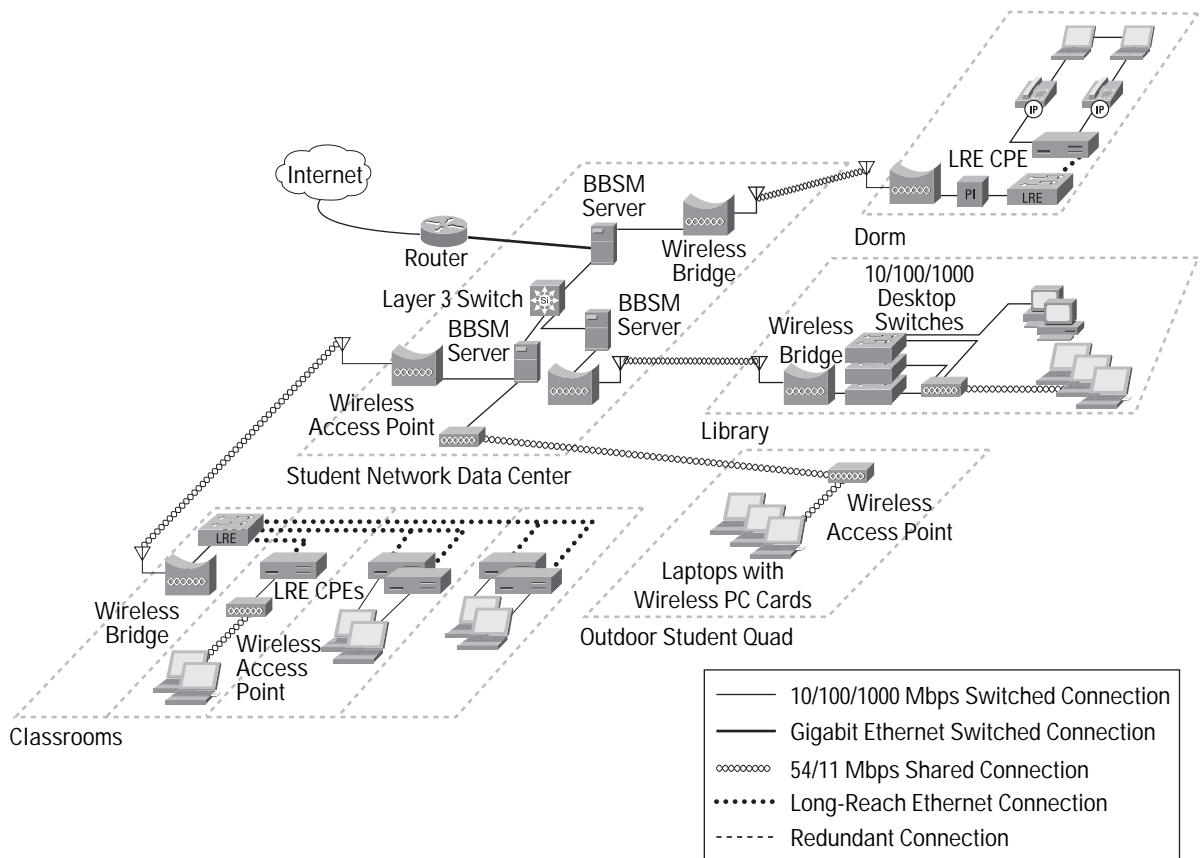 IP
IP
LRE CPE
PI
LRE
Dorm
Internet
Router
BBSM
Server
Wireless
Bridge
Layer 3 Switch
Si
BBSM
Server
BBSM
Server
Wireless
Access Point
Student Network Data Center
10/100/1000
Desktop
Switches
Wireless
Bridge
Library
Wireless
Access Point
Laptops with
Wireless PC Cards
Outdoor Student Quad
LRE
LRE CPEs
Wireless
Bridge
Wireless
Access
Point
Classrooms
10/100/1000 Mbps Switched Connection
Gigabit Ethernet Switched Connection
54/11 Mbps Shared Connection
Long-Reach Ethernet Connection
Redundant Connection